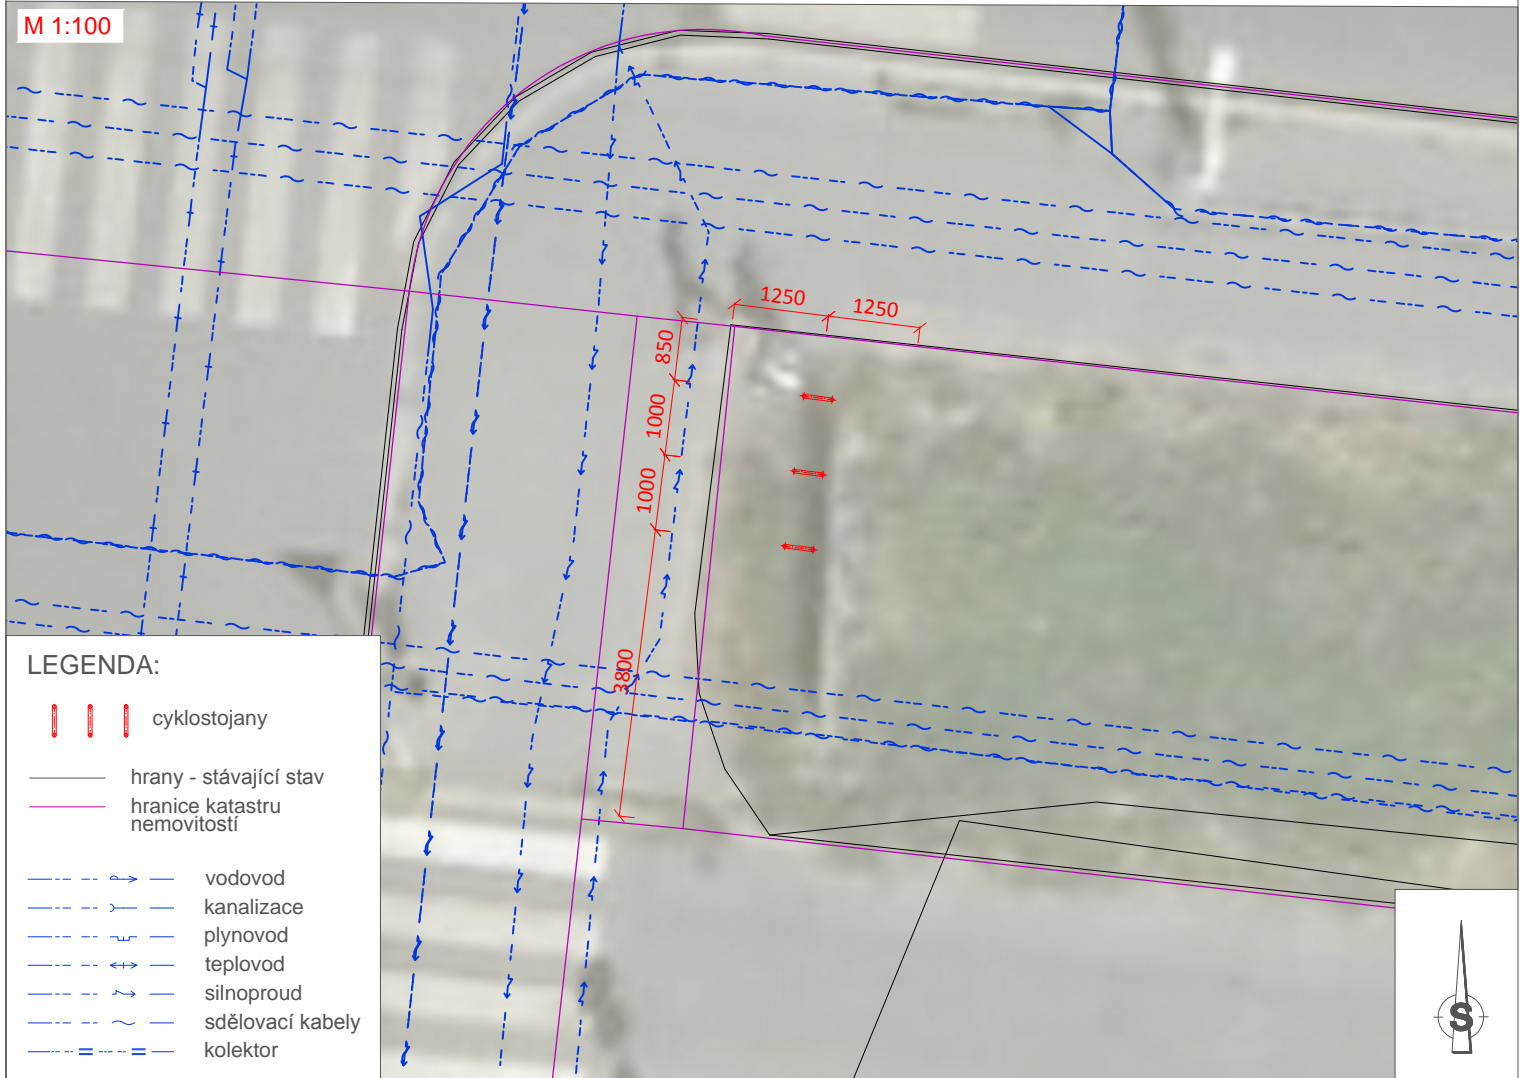 M 1:100
1250
1250
850
1000
1000
3800
LEGENDA:
cyklostojany
hrany - stávající stav
hranice katastru
nemovitostí
vodovod
kanalizace
plynovod
teplovod
silnoproud
sdělovací kabely
kolektor
S